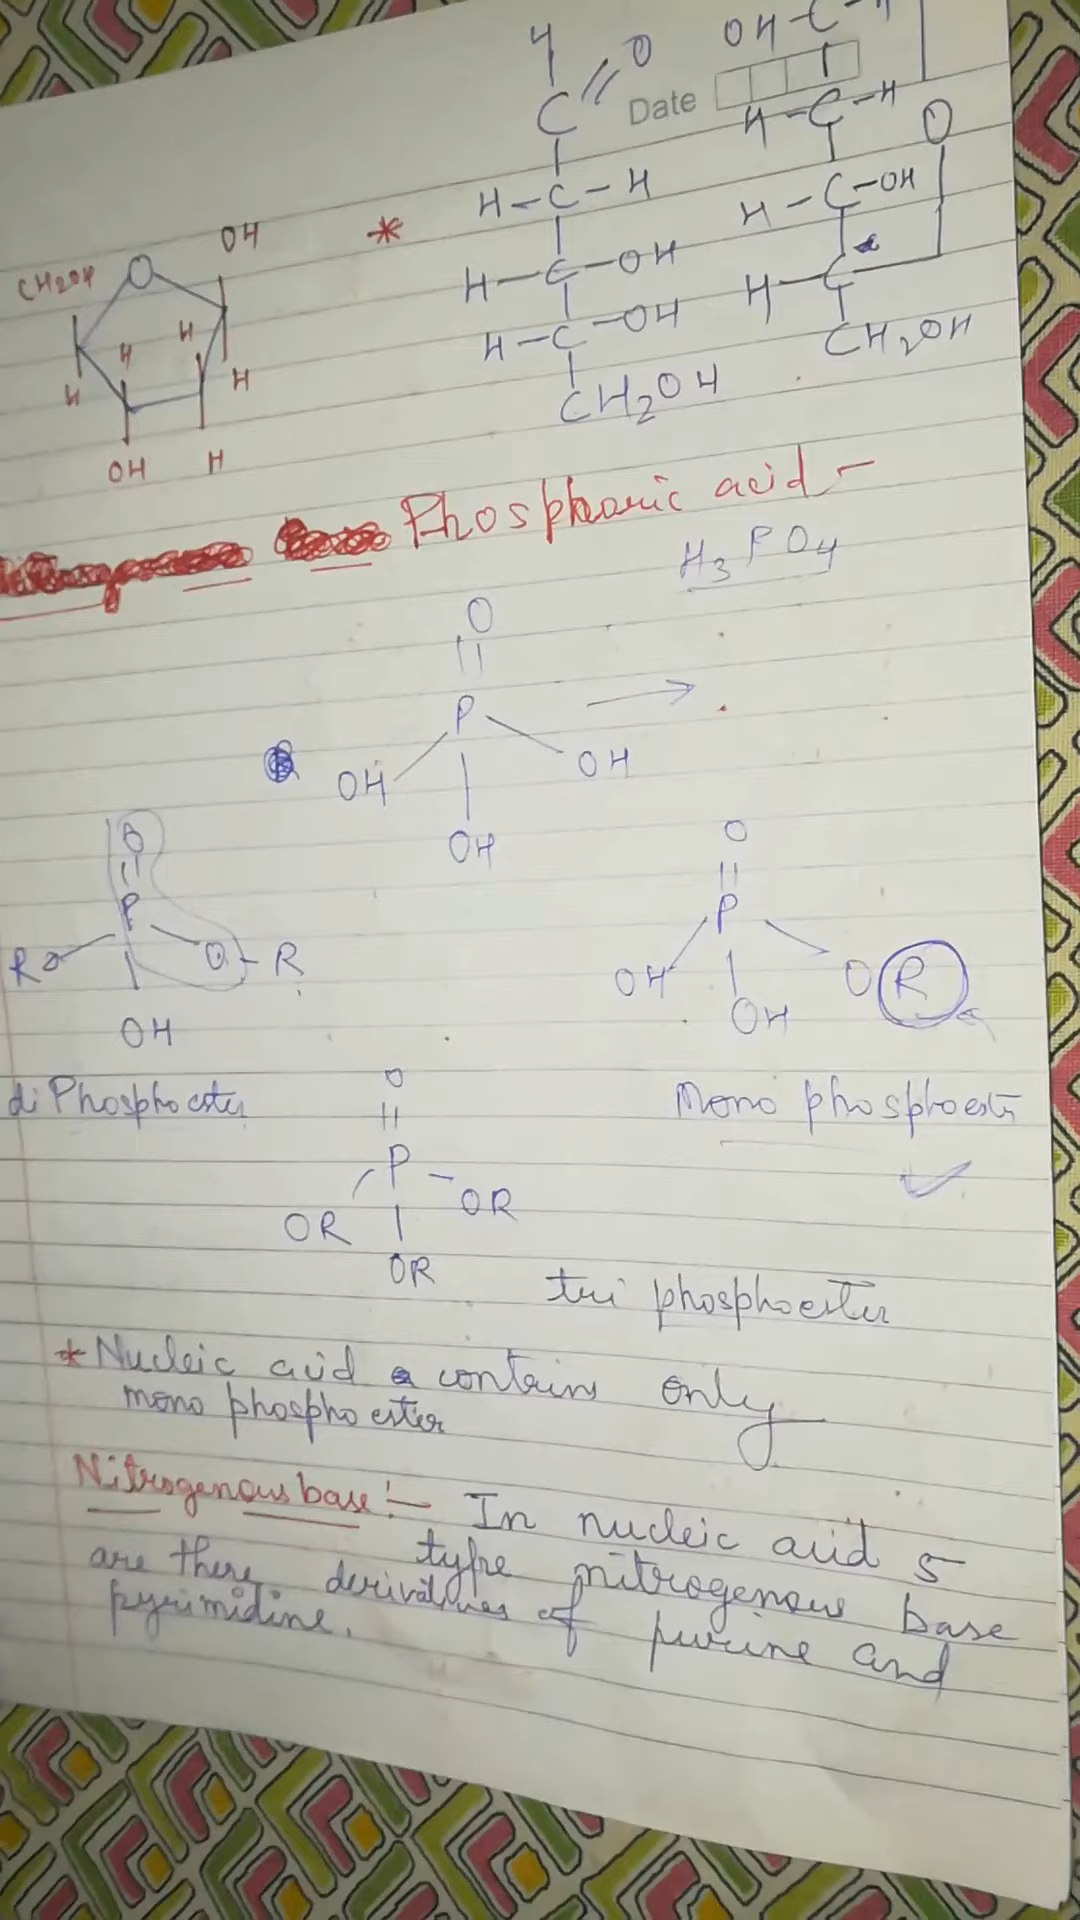 H
C
O
Date
OH-C-H
H-C-H
H-C-H
O
H-C-OH
H-C-OH
H-C-OH
H-C
CH2OH
CH2OH
OH
*
CH2OH
O
H
H
H
H
OH
H
Phosphoric acid -
H3PO4
O
P
OH
OH
OH
O
P
RO
O-R
OH
di Phosphoester
O
P
OH
OH
OR
Mono phosphoester
O
P
OR
OR
OR
tri phosphoester
* Nucleic acid contains only
mono phosphoester
Nitrogenous base :- In nucleic acid 5
type nitrogenous base
are there derivatives of purine and
pyrimidine.